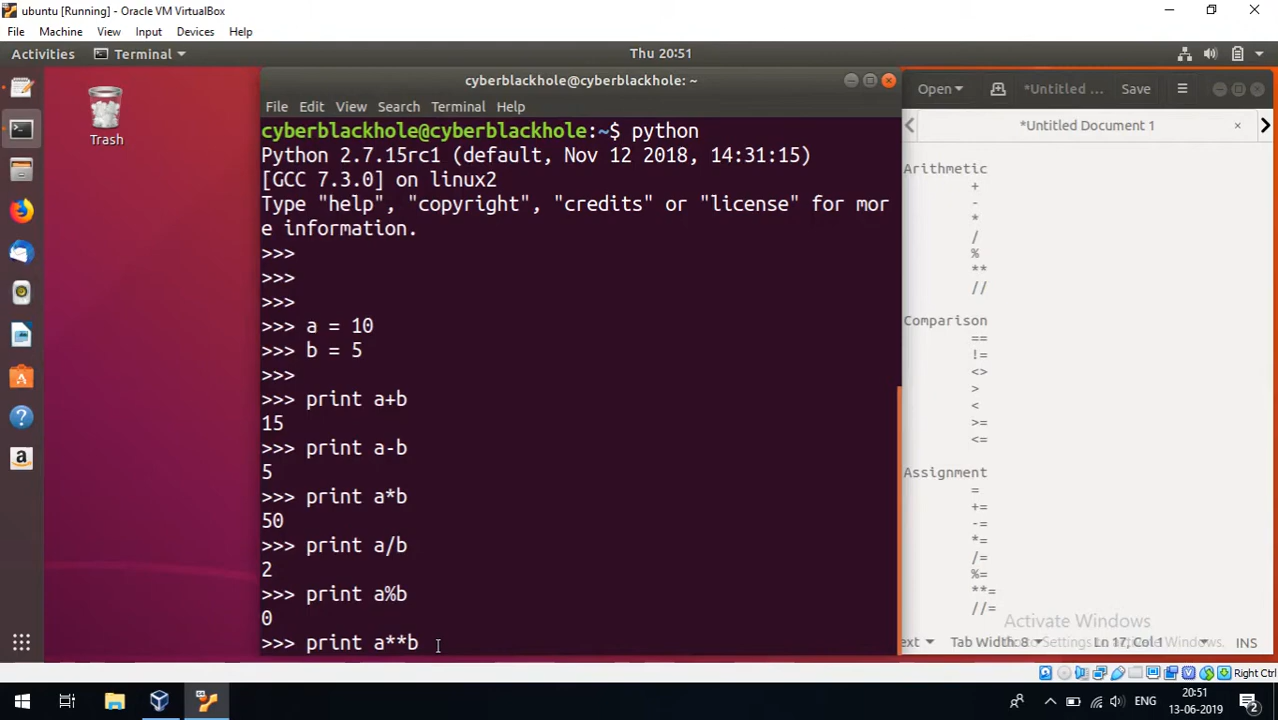 ubuntu [Running] - Oracle VM VirtualBox
File Machine View Input Devices Help
Activities Terminal Thu 20:51
cyberblackhole@cyberblackhole: ~
File Edit View Search Terminal Help
cyberblackhole@cyberblackhole:~$ python
Python 2.7.15rc1 (default, Nov 12 2018, 14:31:15)
[GCC 7.3.0] on linux2
Type "help", "copyright", "credits" or "license" for mor
e information.
>>>
>>>
>>>
>>> a = 10
>>> b = 5
>>>
>>> print a+b
15
>>> print a-b
5
>>> print a*b
50
>>> print a/b
2
>>> print a%b
0
>>> print a**b
Trash
a
Open *Untitled ... Save
*Untitled Document 1
Arithmetic
+
-
*
/
%
**
//
Comparison
==
!=
<>
>
<
>=
<=
Assignment
=
+=
-=
*=
/=
%=
**=
//=
Activate Windows
Tab Width: 8 Ln 17, Col 1 INS
Right Ctrl
ENG
20:51
13-06-2019
2